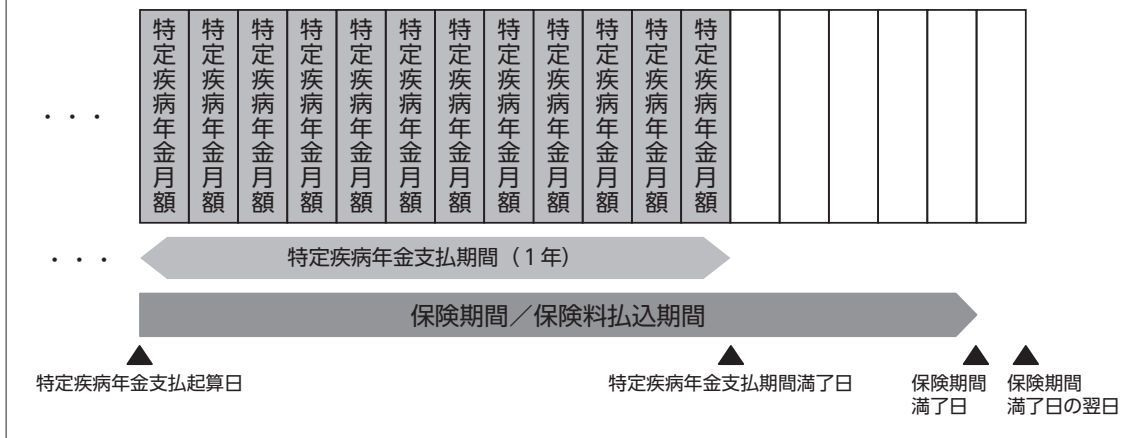 ・・・
特定疾病年金月額
特定疾病年金月額
特定疾病年金月額
特定疾病年金月額
特定疾病年金月額
特定疾病年金月額
特定疾病年金月額
特定疾病年金月額
特定疾病年金月額
特定疾病年金月額
特定疾病年金月額
特定疾病年金月額
・・・
特定疾病年金支払期間（1年）
保険期間／保険料払込期間
特定疾病年金支払起算日
特定疾病年金支払期間満了日
保険期間
満了日
保険期間
満了日の翌日